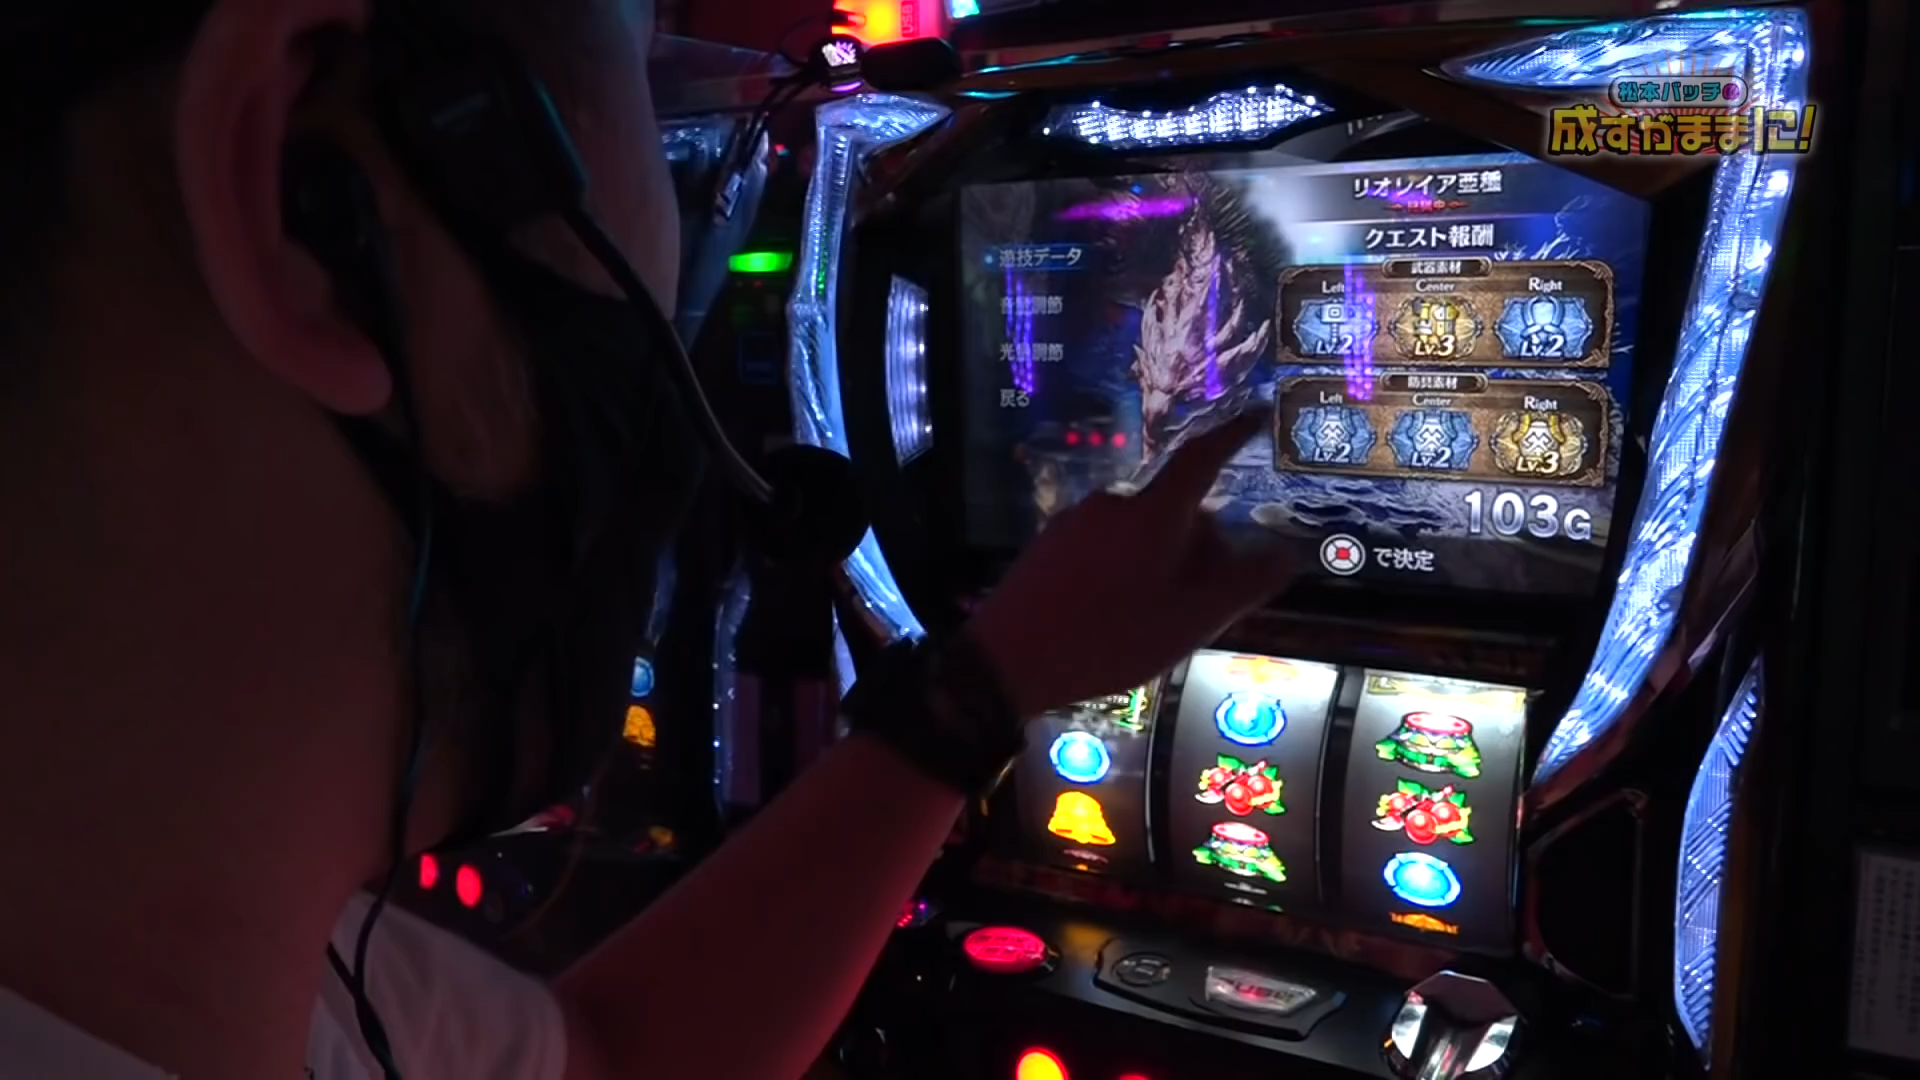 松本バッチの
成すがままに!
リオレイア亜種
クエスト報酬
遊技データ
音量調節
光量調節
戻る
武器素材
Left
Center
Right
Lv.2
Lv.3
Lv.2
防具素材
Left
Center
Right
Lv.2
Lv.2
Lv.3
103G
で決定